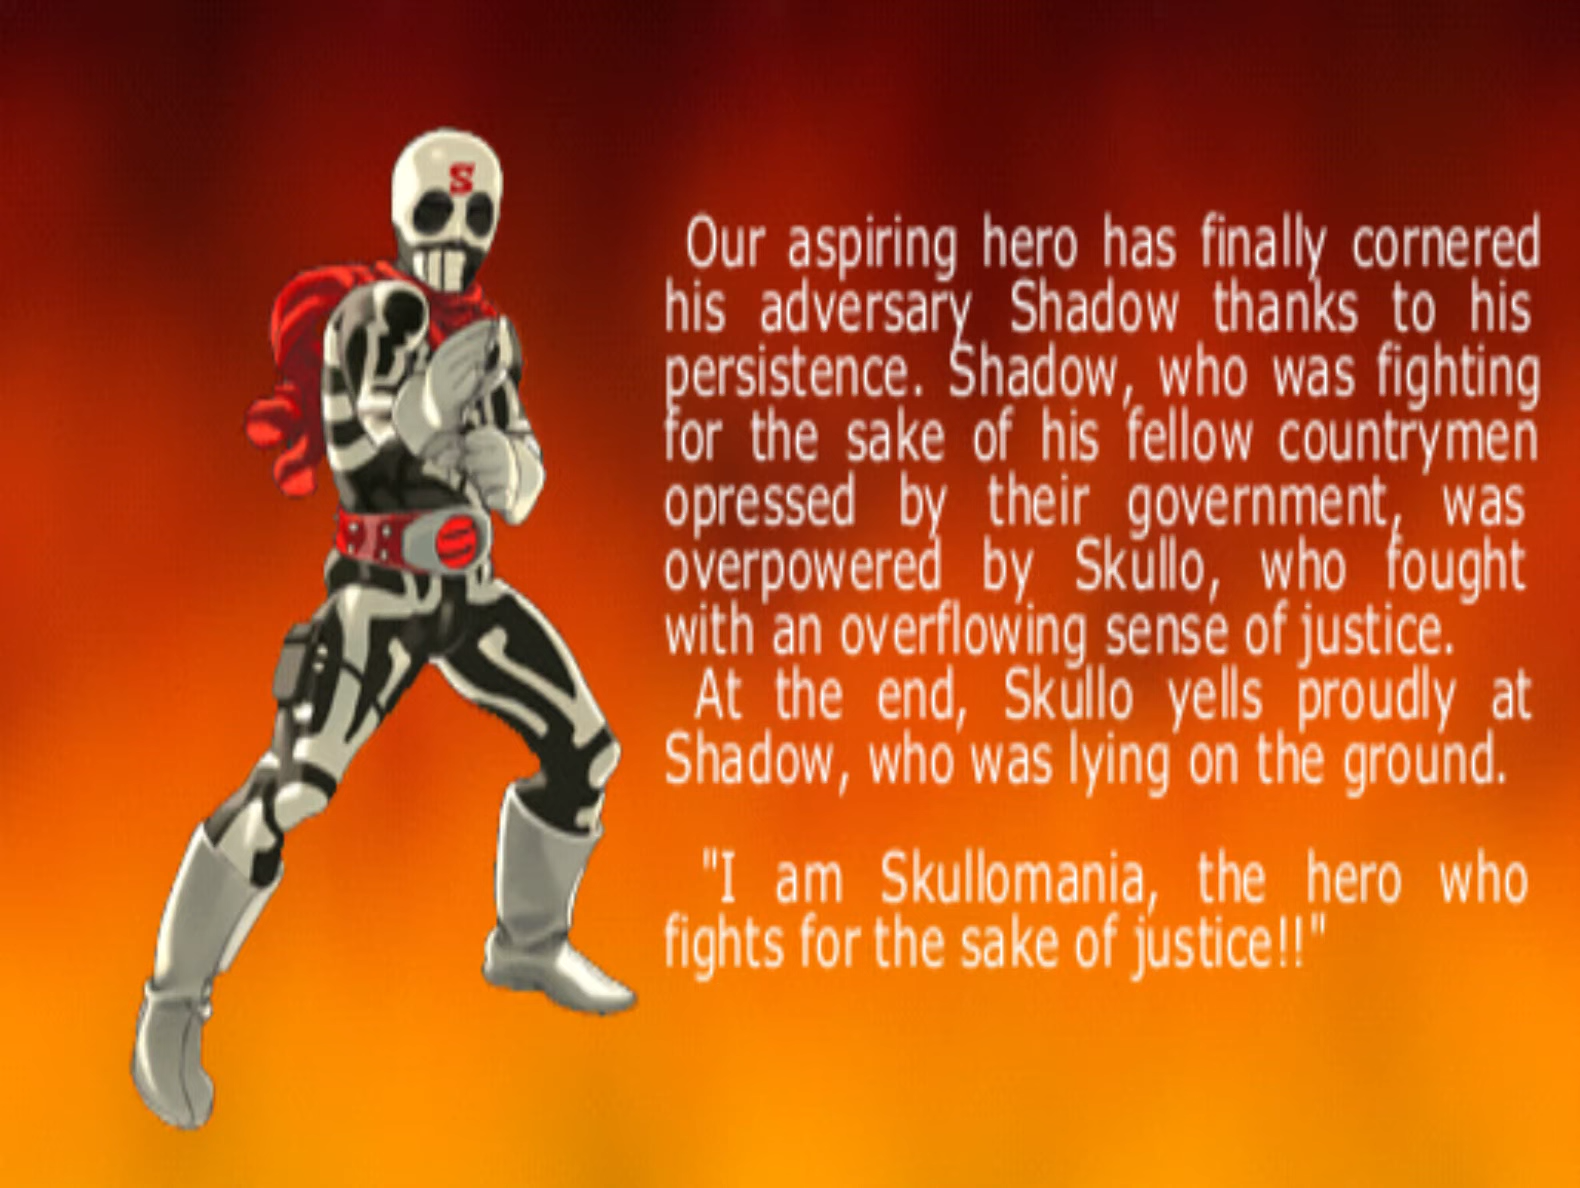 S
Our aspiring hero has finally cornered
his adversary Shadow thanks to his
persistence. Shadow, who was fighting
for the sake of his fellow countrymen
opressed by their government, was
overpowered by Skullo, who fought
with an overflowing sense of justice.
At the end, Skullo yells proudly at
Shadow, who was lying on the ground.
"I am Skullomania, the hero who
fights for the sake of justice!!"